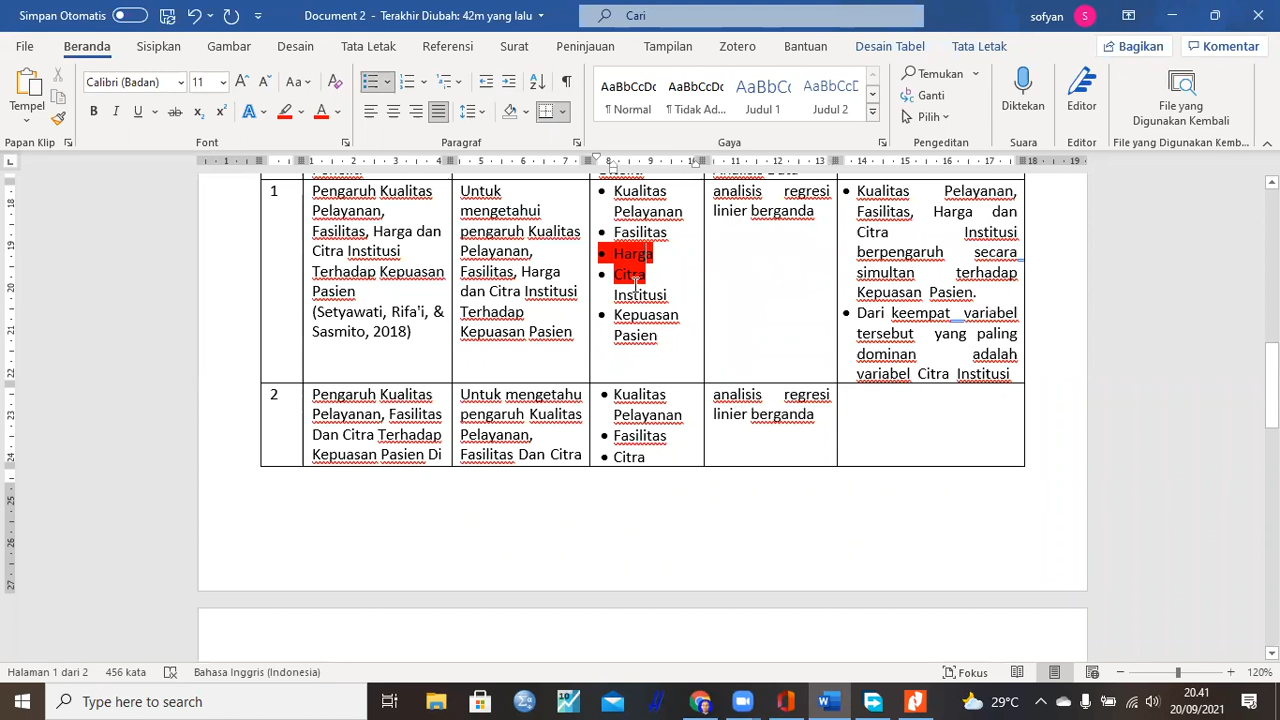 Simpan Otomatis
Document 2 - Terakhir Diubah: 42m yang lalu
Cari
sofyan
S
File
Beranda
Sisipkan
Gambar
Desain
Tata Letak
Referensi
Surat
Peninjauan
Tampilan
Zotero
Bantuan
Desain Tabel
Tata Letak
Bagikan
Komentar
Tempel
Calibri (Badan)
11
AaBbCcDc
AaBbCcDc
AaBbCc
AaBbCcD
¶ Normal
¶ Tidak Ad...
Judul 1
Judul 2
Temukan
Ganti
Pilih
Diktekan
Editor
File yang
Digunakan Kembali
Papan Klip
Font
Paragraf
Gaya
Pengeditan
Suara
Editor
File yang Digunakan Kemb...
1
Pengaruh Kualitas
Pelayanan,
Fasilitas, Harga dan
Citra Institusi
Terhadap Kepuasan
Pasien
(Setyawati, Rifa'i, &
Sasmito, 2018)
Untuk
mengetahui
pengaruh Kualitas
Pelayanan,
Fasilitas, Harga
dan Citra Institusi
Terhadap
Kepuasan Pasien
• Kualitas
Pelayanan
• Fasilitas
• Harga
• Citra
Institusi
• Kepuasan
Pasien
analisis regresi
linier berganda
• Kualitas Pelayanan,
Fasilitas, Harga dan
Citra Institusi
berpengaruh secara
simultan terhadap
Kepuasan Pasien.
• Dari keempat variabel
tersebut yang paling
dominan adalah
variabel Citra Institusi
2
Pengaruh Kualitas
Pelayanan, Fasilitas
Dan Citra Terhadap
Kepuasan Pasien Di
Untuk mengetahu
pengaruh Kualitas
Pelayanan,
Fasilitas Dan Citra
• Kualitas
Pelayanan
• Fasilitas
• Citra
analisis regresi
linier berganda
Halaman 1 dari 2
456 kata
Bahasa Inggris (Indonesia)
Fokus
120%
Type here to search
29°C
20.41
20/09/2021